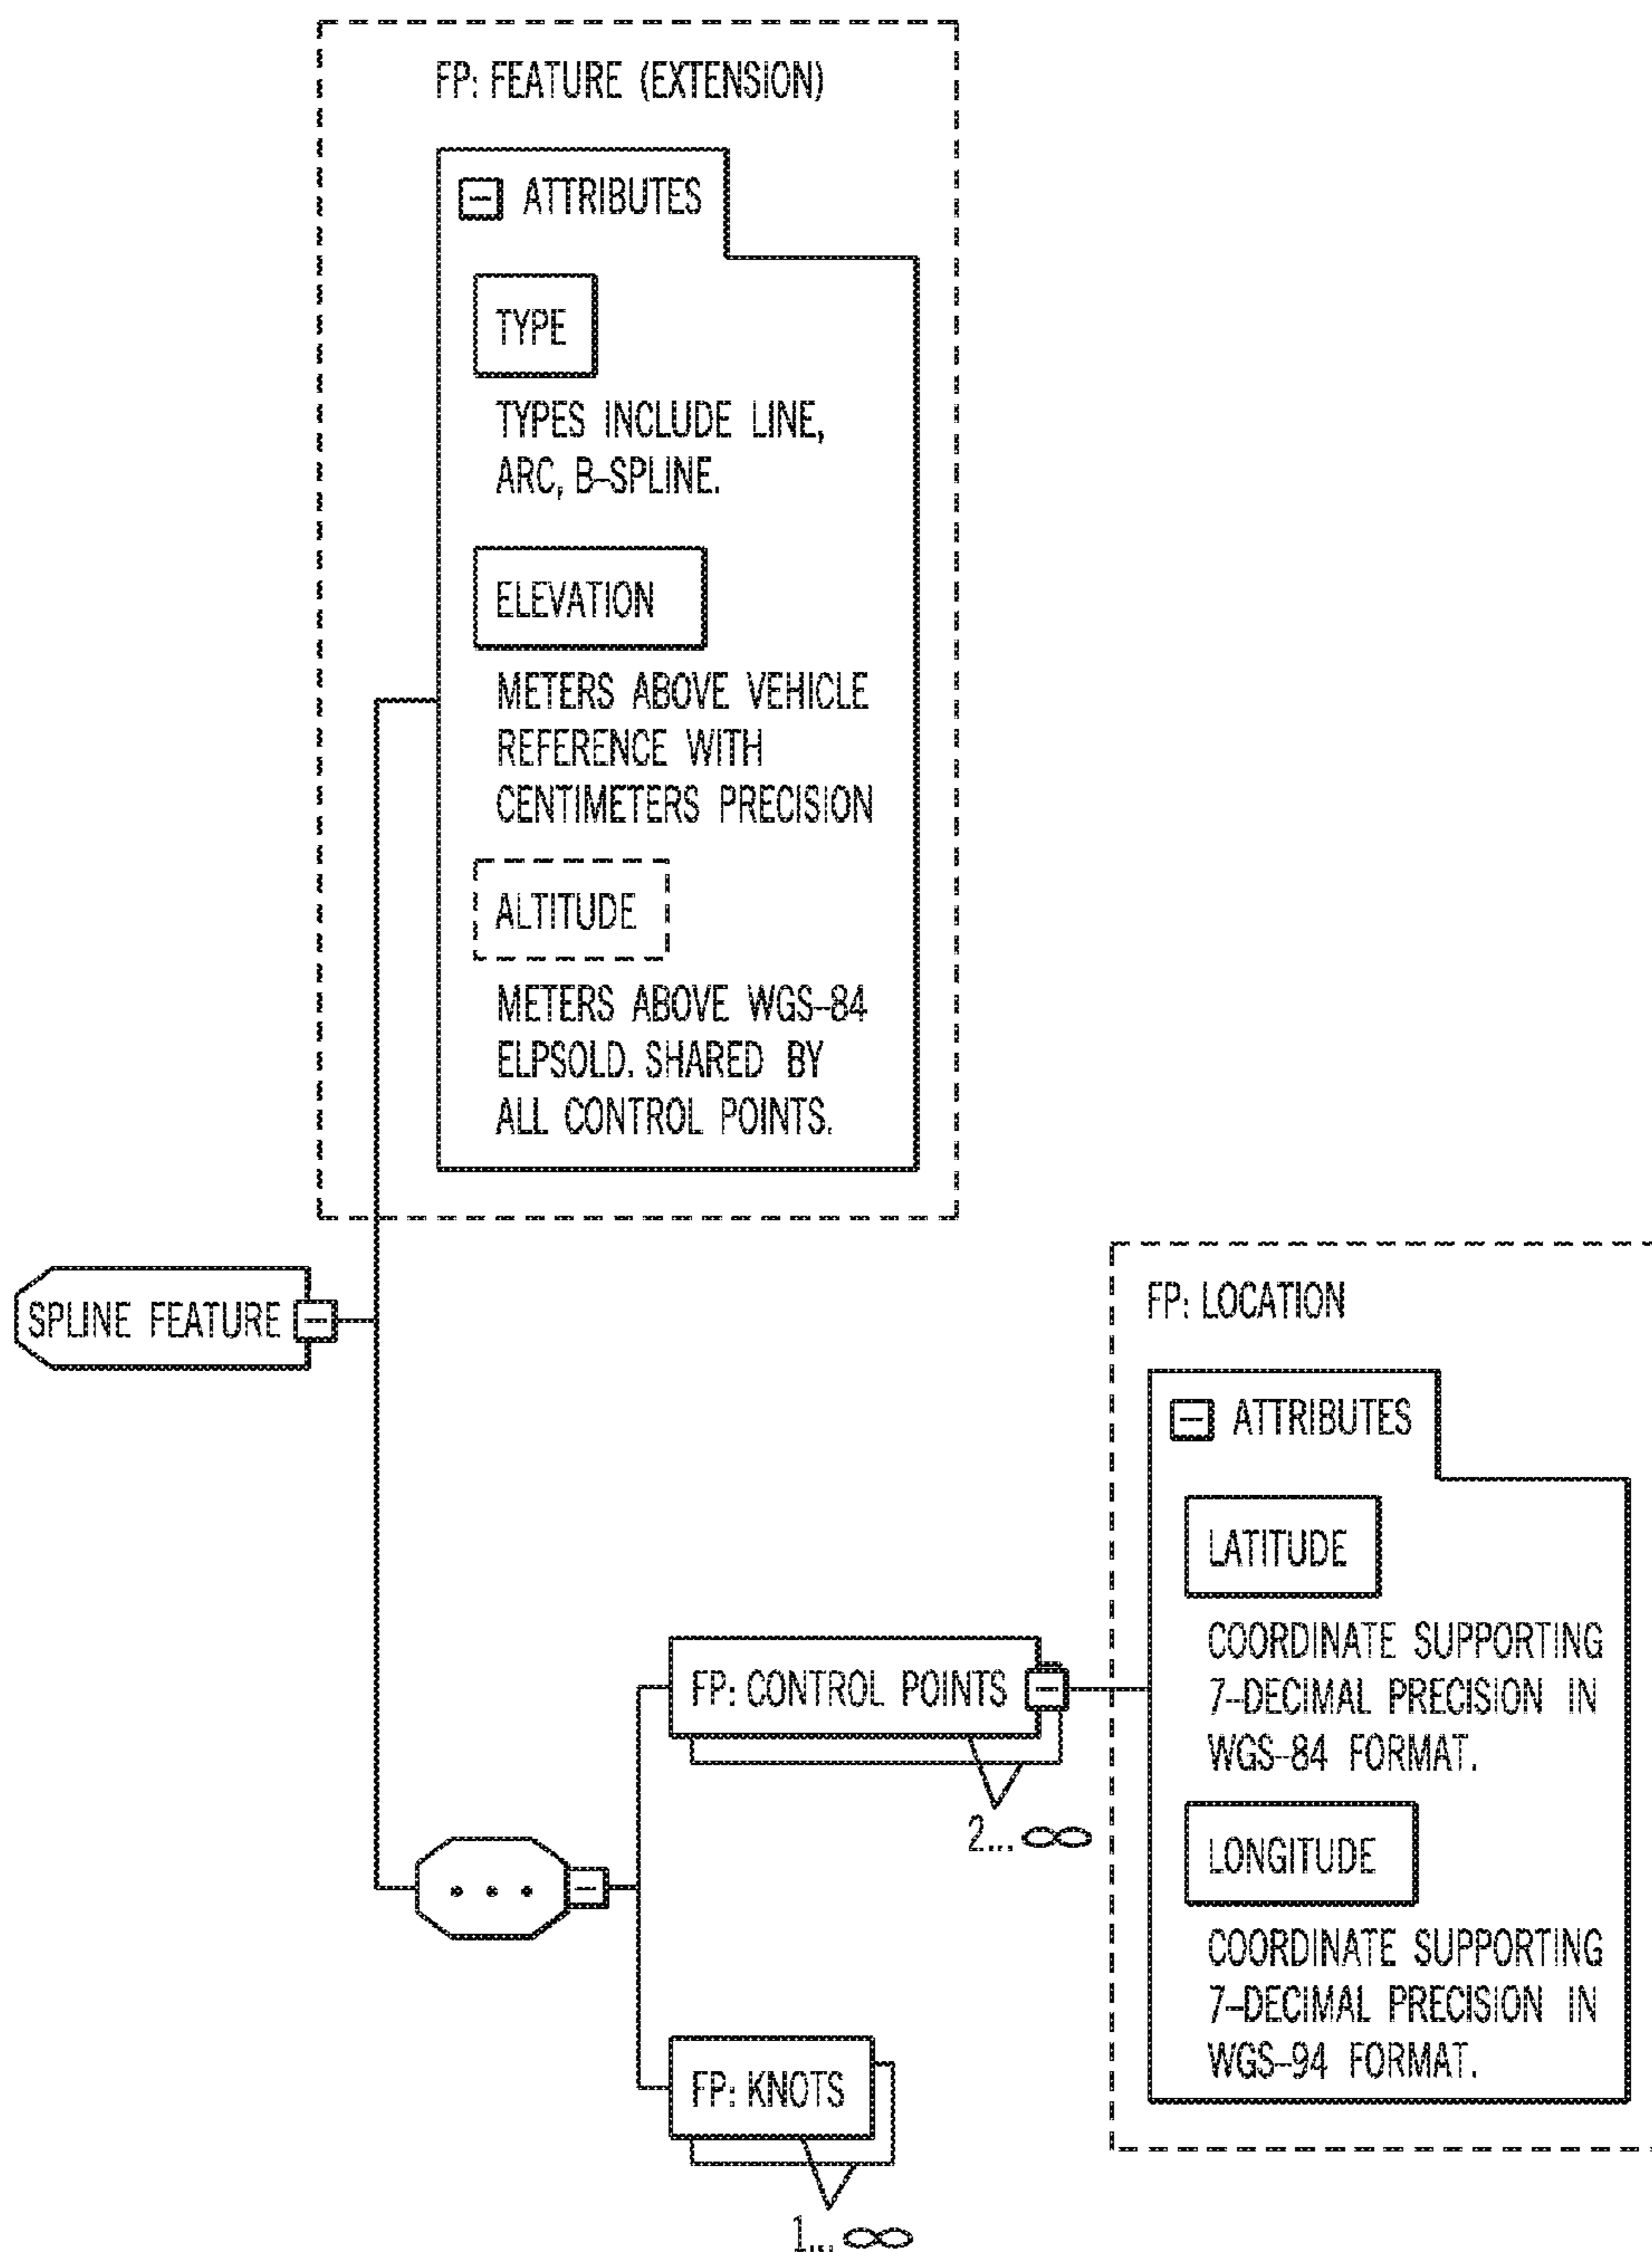 FP: FEATURE (EXTENSION)
ATTRIBUTES
TYPE
TYPES INCLUDE LINE,
ARC, B-SPLINE.
ELEVATION
METERS ABOVE VEHICLE
REFERENCE WITH
CENTIMETERS PRECISION
ALTITUDE
METERS ABOVE WGS-84
ELPSOLD. SHARED BY
ALL CONTROL POINTS.
SPLINE FEATURE
FP: LOCATION
ATTRIBUTES
LATITUDE
COORDINATE SUPPORTING
7-DECIMAL PRECISION IN
WGS-84 FORMAT.
LONGITUDE
COORDINATE SUPPORTING
7-DECIMAL PRECISION IN
WGS-94 FORMAT.
FP: CONTROL POINTS
2... ∞
• • •
FP: KNOTS
1... ∞